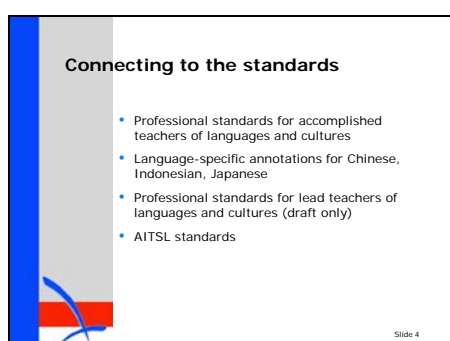 Connecting to the standards
• Professional standards for accomplished
teachers of languages and cultures
• Language-specific annotations for Chinese,
Indonesian, Japanese
• Professional standards for lead teachers of
languages and cultures (draft only)
• AITSL standards
Slide 4